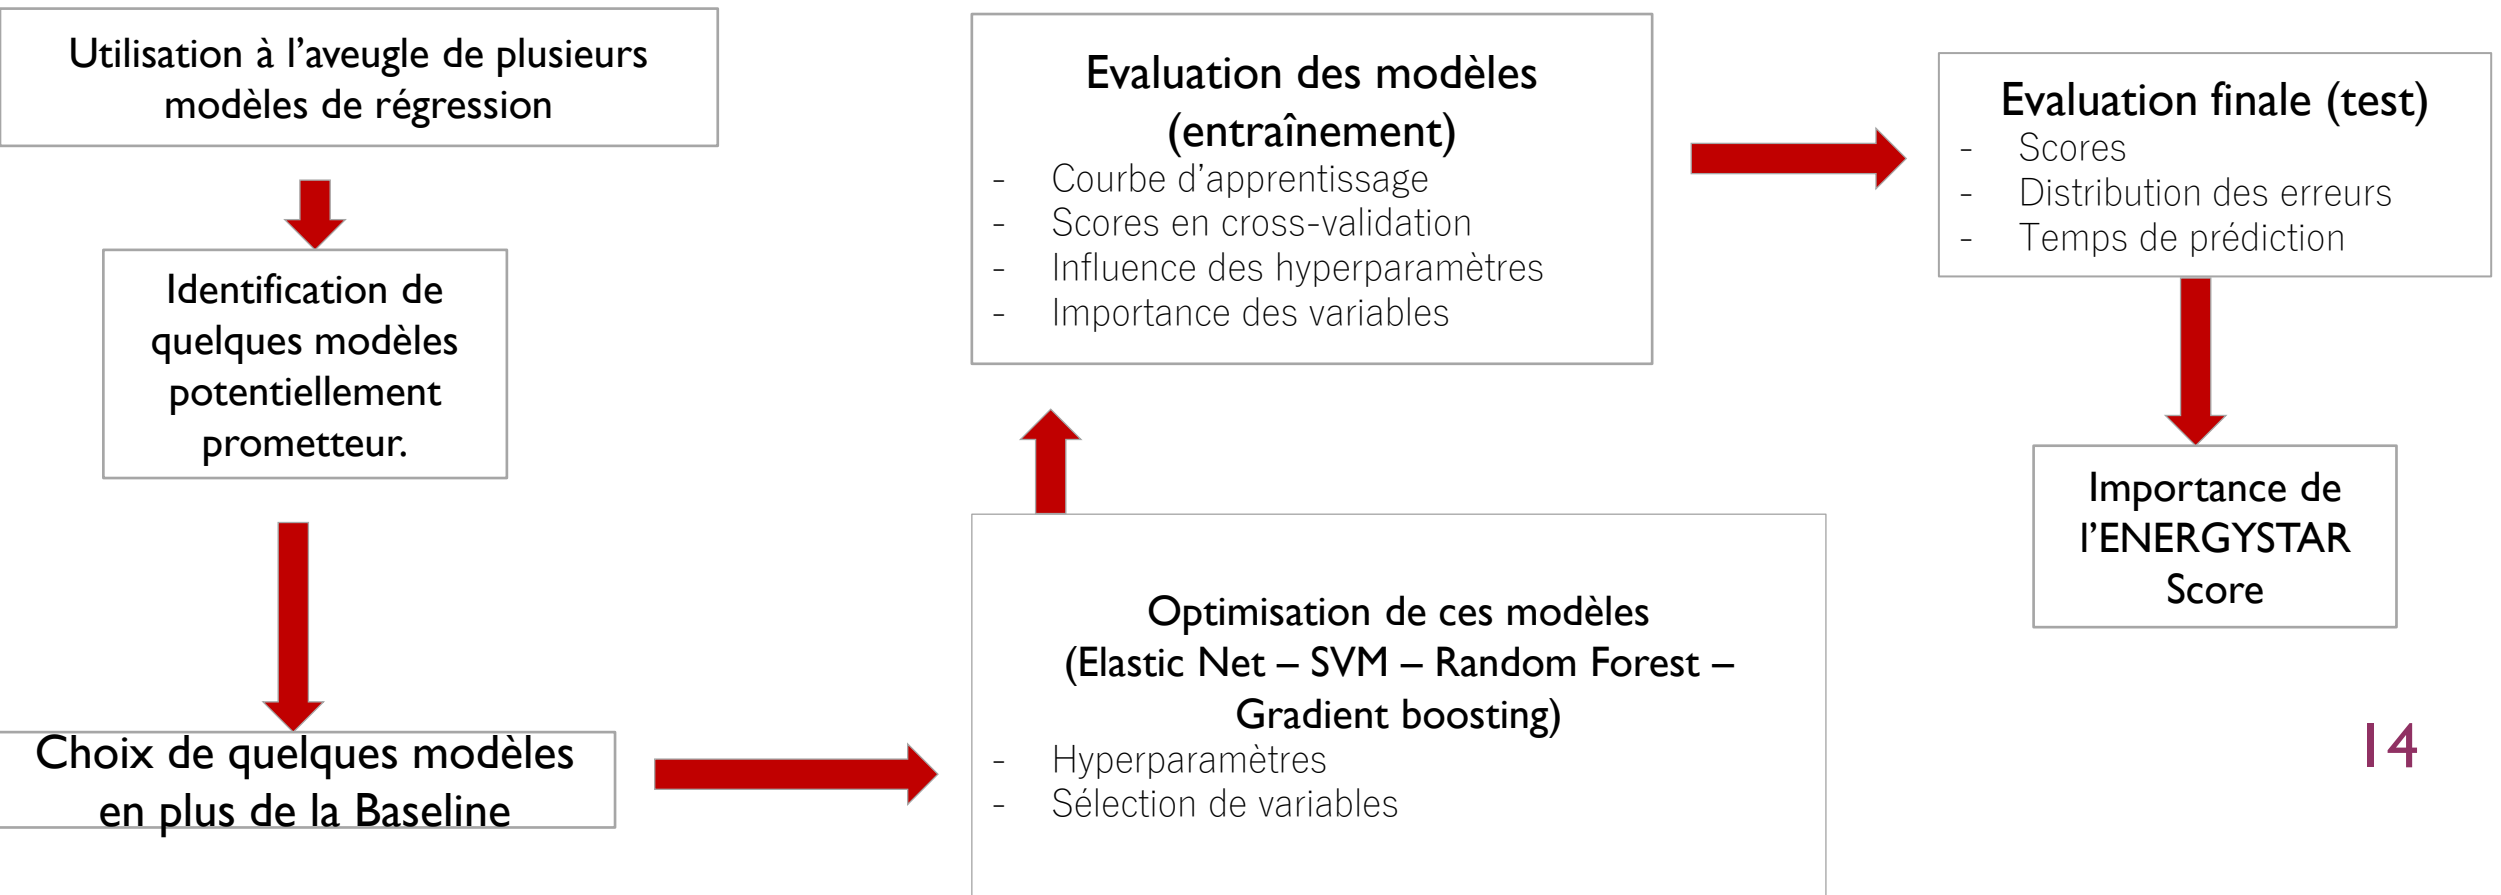 Utilisation à l’aveugle de plusieurs
modèles de régression
Identification de
quelques modèles
potentiellement
prometteur.
Choix de quelques modèles
en plus de la Baseline
Optimisation de ces modèles
(Elastic Net – SVM – Random Forest –
Gradient boosting)
- Hyperparamètres
- Sélection de variables
Evaluation des modèles
(entraînement)
- Courbe d’apprentissage
- Scores en cross-validation
- Influence des hyperparamètres
- Importance des variables
Evaluation finale (test)
- Scores
- Distribution des erreurs
- Temps de prédiction
Importance de
l’ENERGYSTAR
Score
14